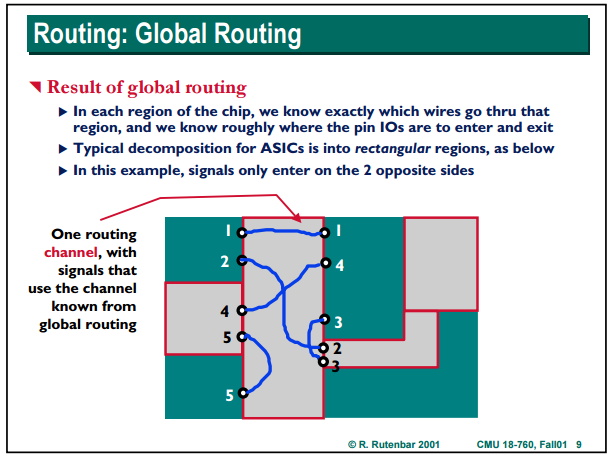 Routing: Global Routing
Result of global routing
In each region of the chip, we know exactly which wires go thru that
region, and we know roughly where the pin IOs are to enter and exit
Typical decomposition for ASICs is into rectangular regions, as below
In this example, signals only enter on the 2 opposite sides
One routing
channel, with
signals that
use the channel
known from
global routing
1 1
2 4
4 3
5 2
3
5
© R. Rutenbar 2001 CMU 18-760, Fall01 9